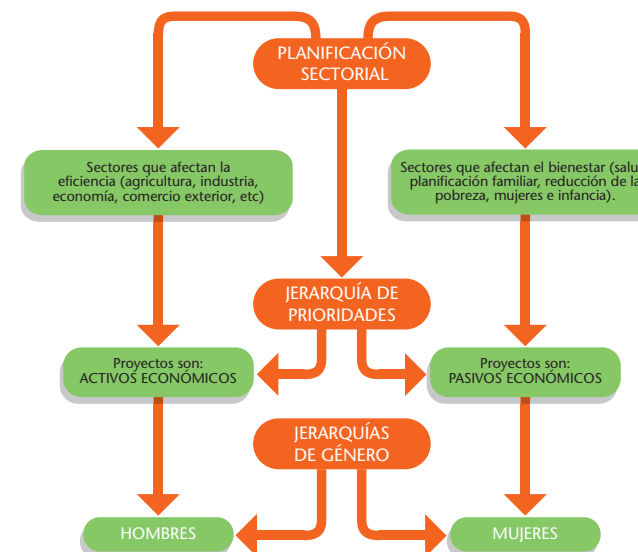 PLANIFICACIÓN
SECTORIAL
Sectores que afectan la
eficiencia (agricultura, industria,
economía, comercio exterior, etc)
Sectores que afectan el bienestar (salu
planificación familiar, reducción de la
pobreza, mujeres e infancia).
JERARQUÍA DE
PRIORIDADES
Proyectos son:
ACTIVOS ECONÓMICOS
Proyectos son:
PASIVOS ECONÓMICOS
JERARQUÍAS
DE GÉNERO
HOMBRES
MUJERES